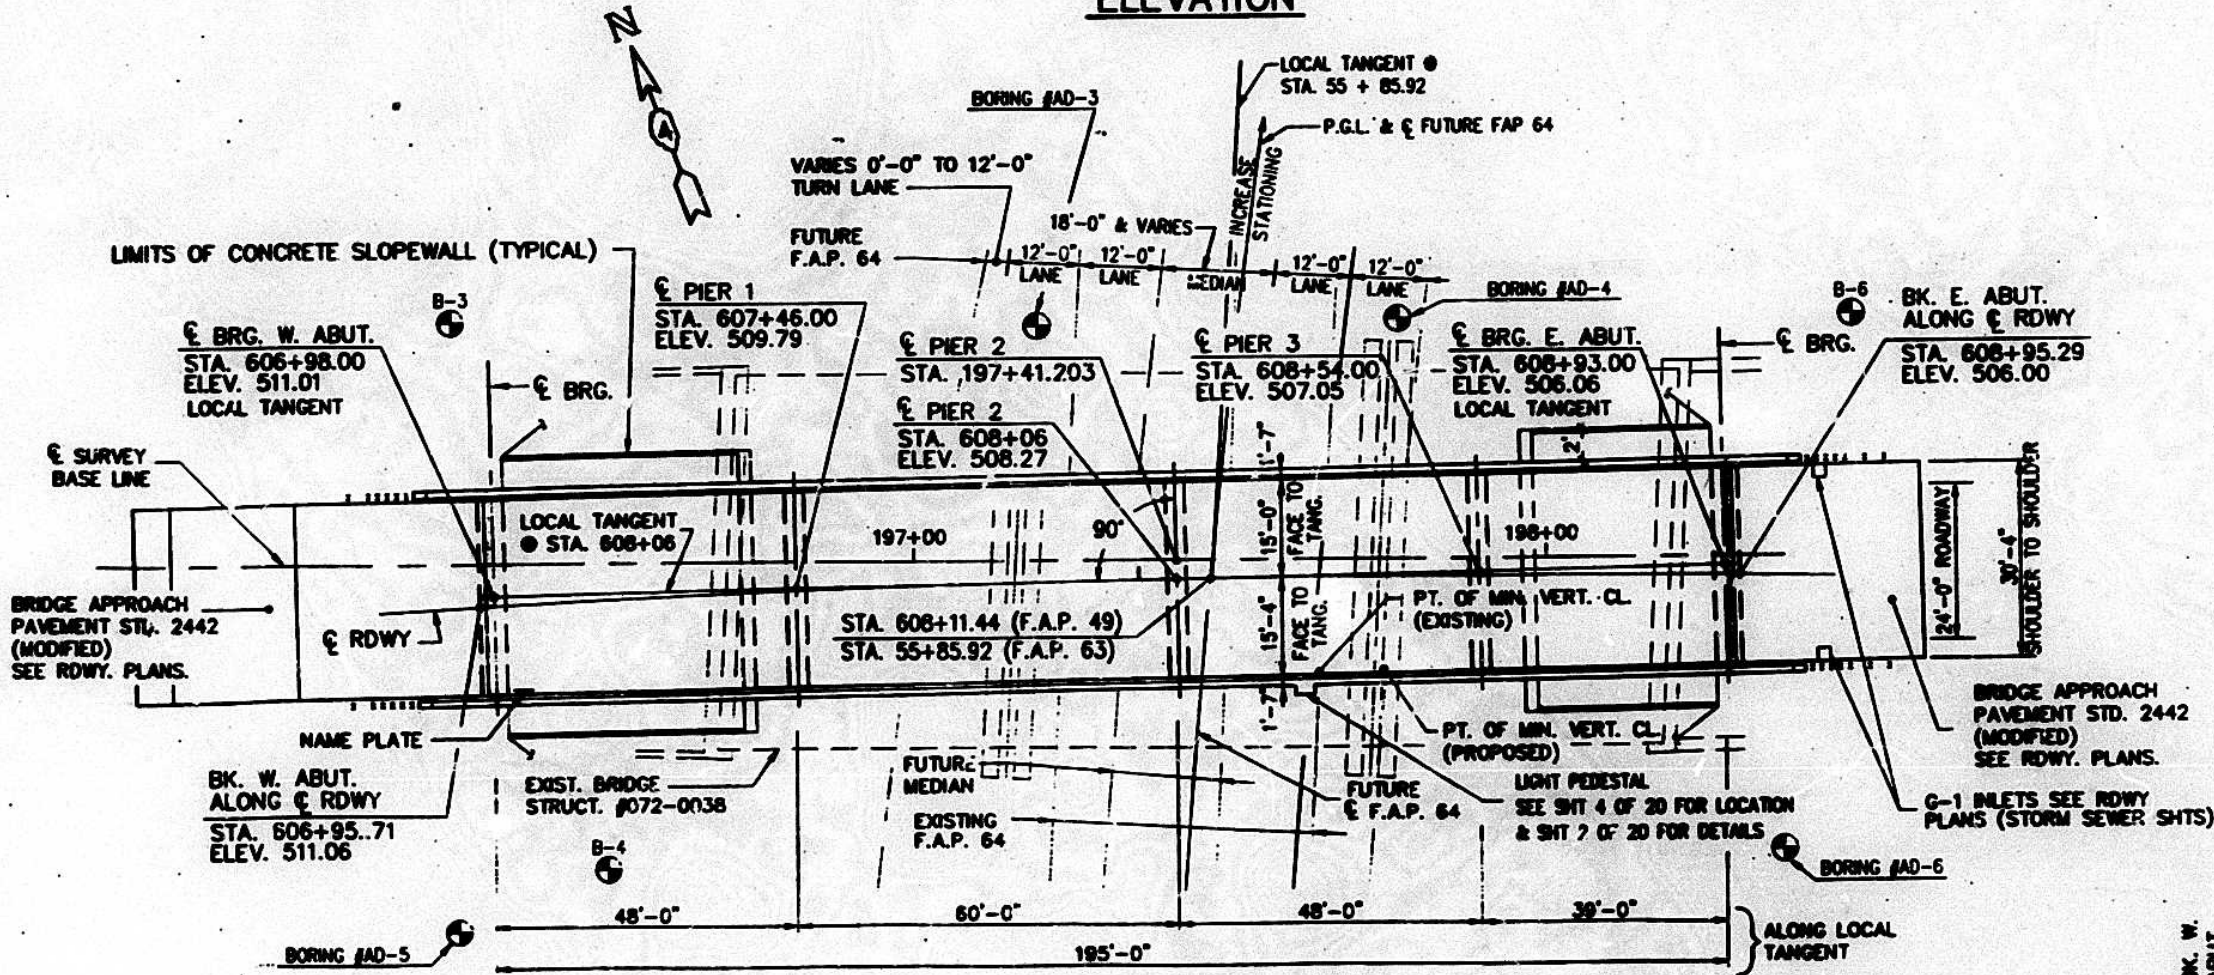 ELEVATION
N
A
LOCAL TANGENT @
STA. 55 + 85.92
BORING #AD-3
P.G.L. & ℄ FUTURE FAP 64
VARIES 0'-0" TO 12'-0"
TURN LANE
INCREASE
STATIONING
18'-0" & VARIES
FUTURE
F.A.P. 64
12'-0"
LANE
12'-0"
LANE
MEDIAN
12'-0"
LANE
12'-0"
LANE
LIMITS OF CONCRETE SLOPEWALL (TYPICAL)
B-3
℄ PIER 1
STA. 607+46.00
ELEV. 509.79
BORING #AD-4
B-6
BK. E. ABUT.
ALONG ℄ RDWY
STA. 608+95.29
ELEV. 506.00
℄ BRG. W. ABUT.
STA. 606+98.00
ELEV. 511.01
LOCAL TANGENT
℄ BRG.
℄ PIER 2
STA. 197+41.203
℄ PIER 2
STA. 608+06
ELEV. 508.27
℄ PIER 3
STA. 608+54.00
ELEV. 507.05
℄ BRG. E. ABUT.
STA. 608+93.00
ELEV. 506.06
LOCAL TANGENT
℄ BRG.
℄ SURVEY
BASE LINE
1'-7"
2'
LOCAL TANGENT
@ STA. 608+06
197+00
90°
15'-0"
FACE TO
TANG.
198+00
24'-0" ROADWAY
30'-4"
SHOULDER TO SHOULDER
BRIDGE APPROACH
PAVEMENT STD. 2442
(MODIFIED)
SEE RDWY. PLANS.
℄ RDWY
STA. 608+11.44 (F.A.P. 49)
STA. 55+85.92 (F.A.P. 63)
15'-4"
FACE TO
TANG.
PT. OF MIN. VERT. CL.
(EXISTING)
1'-7"
NAME PLATE
PT. OF MIN. VERT. CL.
(PROPOSED)
BRIDGE APPROACH
PAVEMENT STD. 2442
(MODIFIED)
SEE RDWY. PLANS.
BK. W. ABUT.
ALONG ℄ RDWY
STA. 606+95..71
ELEV. 511.06
EXIST. BRIDGE
STRUCT. #072-0038
FUTURE
MEDIAN
EXISTING
F.A.P. 64
FUTURE
℄ F.A.P. 64
LIGHT PEDESTAL
SEE SHT 4 OF 20 FOR LOCATION
& SHT 7 OF 20 FOR DETAILS
G-1 INLETS SEE RDWY
PLANS (STORM SEWER SHTS)
B-4
BORING #AD-6
48'-0"
60'-0"
48'-0"
39'-0"
BORING #AD-5
195'-0"
ALONG LOCAL
TANGENT
BK. W.
ABUT.